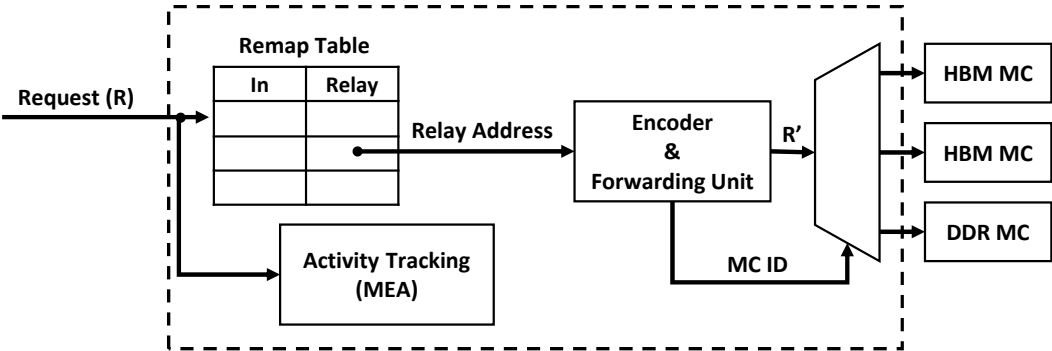 Remap Table
In Relay
Request (R)
Relay Address
Encoder
&
Forwarding Unit
R’
HBM MC
HBM MC
DDR MC
Activity Tracking
(MEA)
MC ID